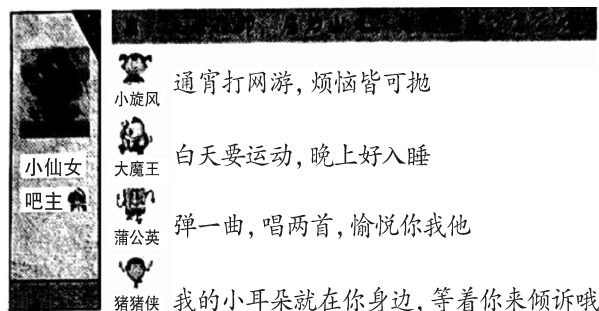 小仙女
吧主
小旋风
通宵打网游,烦恼皆可抛
大魔王
白天要运动,晚上好入睡
蒲公英
弹一曲,唱两首,愉悦你我他
猪猪侠
我的小耳朵就在你身边,等着你来倾诉哦